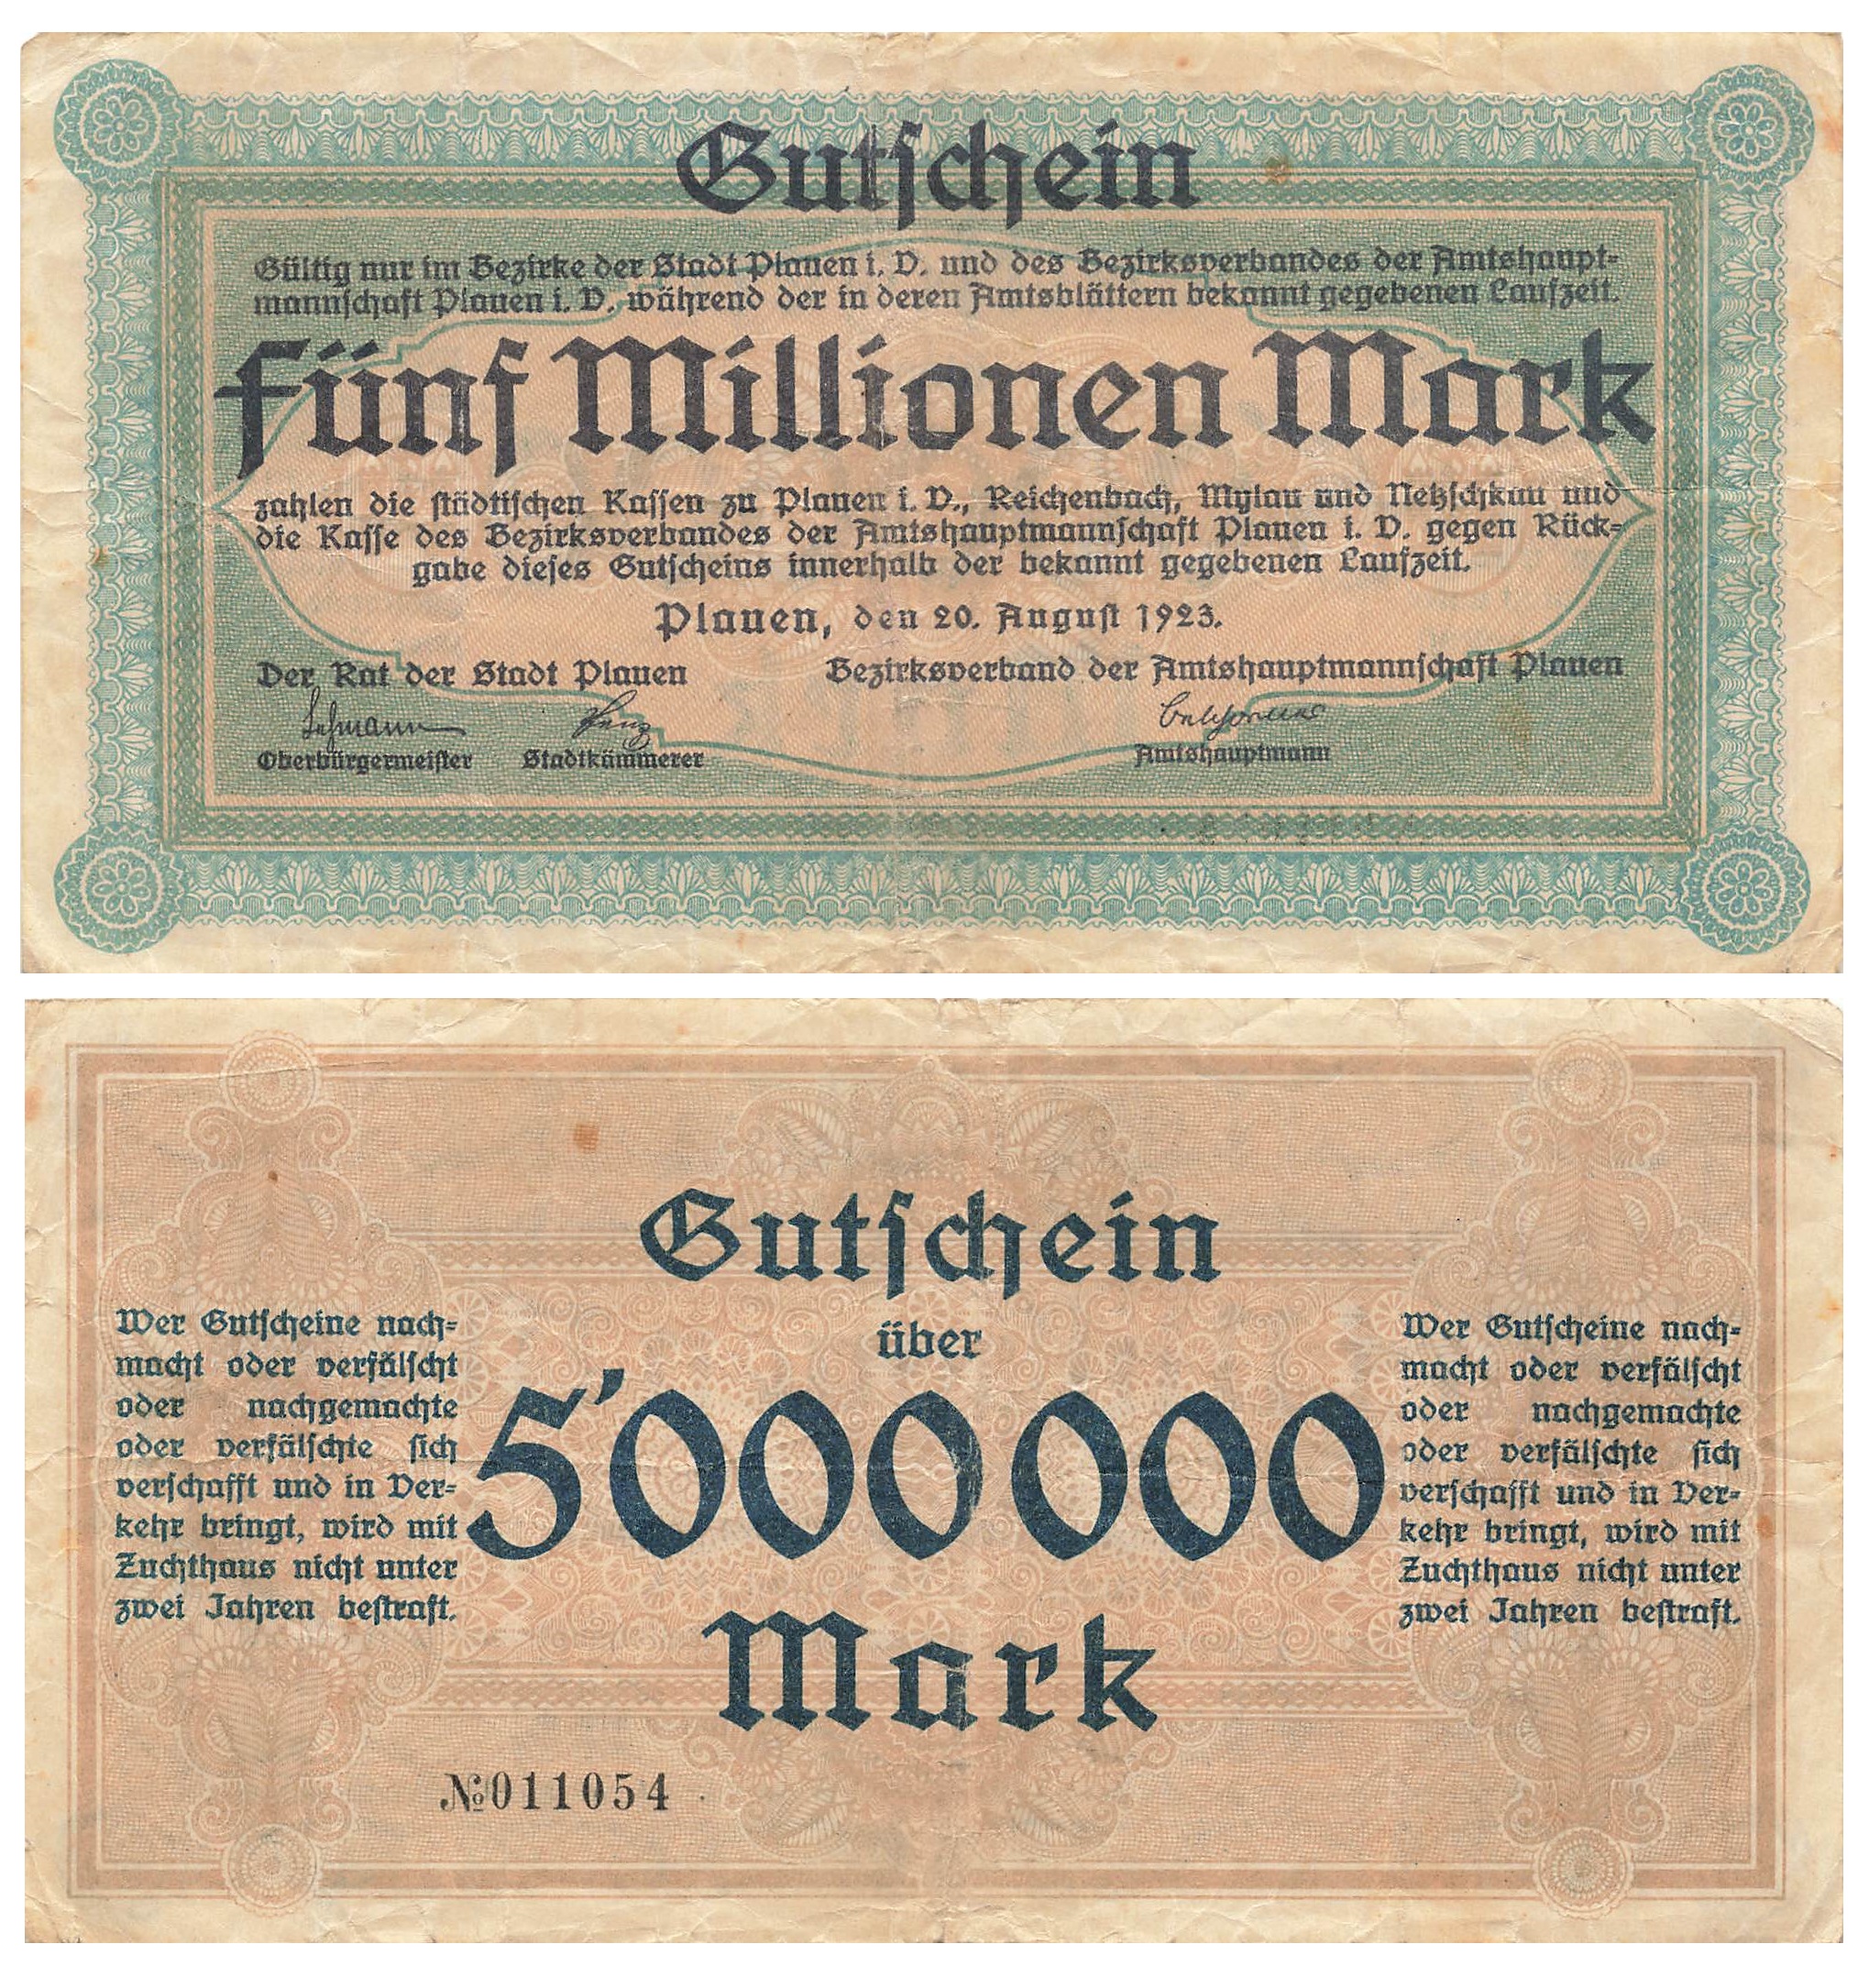 Gutschein
Gültig nur im Bezirke der Stadt Plauen i. V. und des Bezirksverbandes der Amtshaupt-
mannschaft Plauen i. V. während der in deren Amtsblättern bekannt gegebenen Laufzeit.
Fünf Millionen Mark
zahlen die städtischen Kassen zu Plauen i. V., Reichenbach, Mylau und Netzschkau und
die Kasse des Bezirksverbandes der Amtshauptmannschaft Plauen i. V. gegen Rück-
gabe dieses Gutscheins innerhalb der bekannt gegebenen Laufzeit.
Plauen, den 20. August 1923.
Der Rat der Stadt Plauen Bezirksverband der Amtshauptmannschaft Plauen
Lehmann
Oberbürgermeister Stadtkämmerer Amtshauptmann
Gutschein
über
5'000 000
Mark
Wer Gutscheine nach-
macht oder verfälscht
oder nachgemachte
oder verfälschte sich
verschafft und in Ver-
kehr bringt, wird mit
Zuchthaus nicht unter
zwei Jahren bestraft.
Wer Gutscheine nach-
macht oder verfälscht
oder nachgemachte
oder verfälschte sich
verschafft und in Ver-
kehr bringt, wird mit
Zuchthaus nicht unter
zwei Jahren bestraft.
№011054